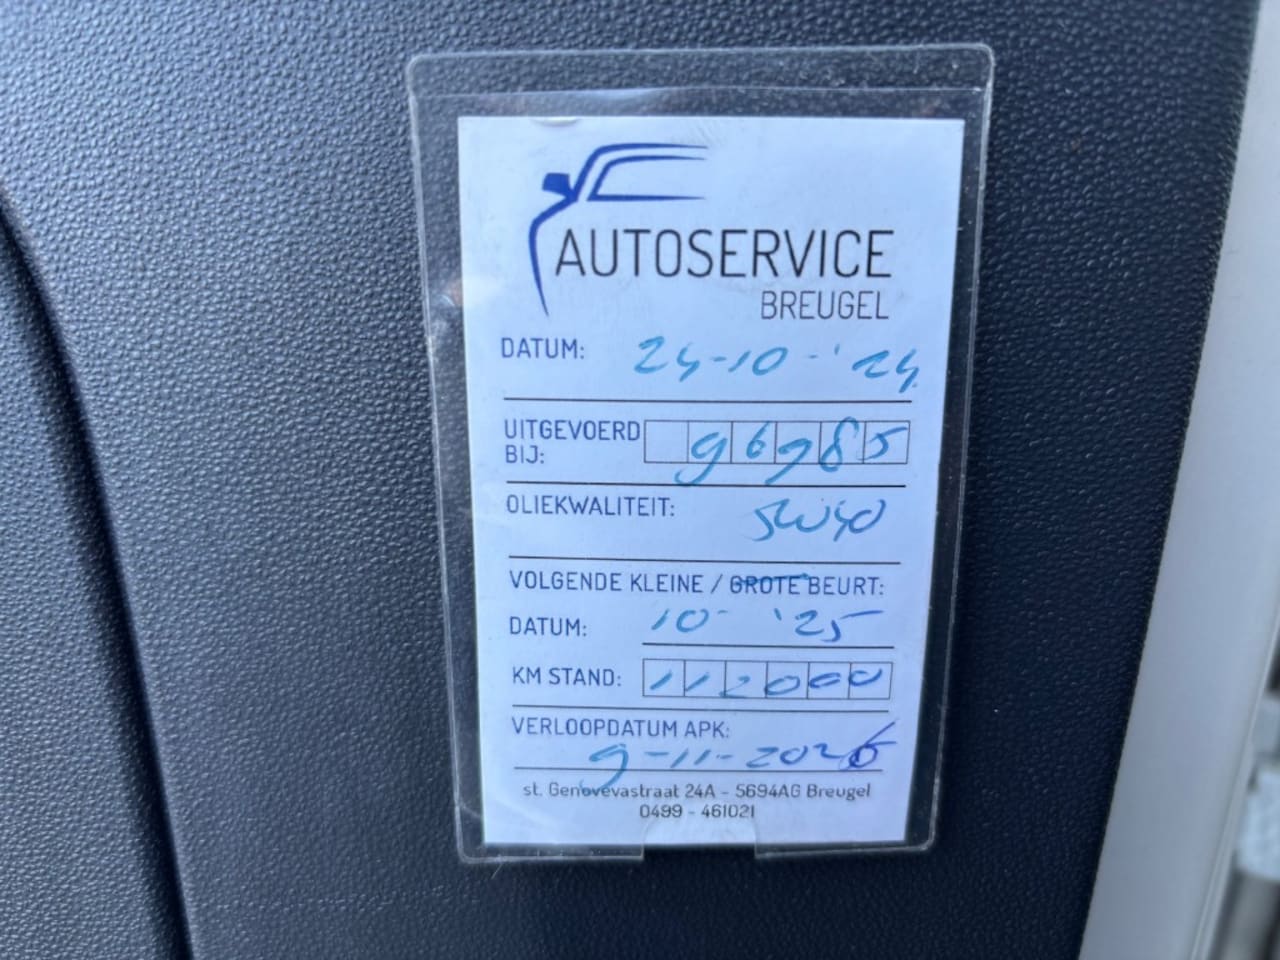 AUTOSERVICE
BREUGEL
DATUM: 24-10-'24
UITGEVOERD BIJ: 96985
OLIEKWALITEIT: 5W40
VOLGENDE KLEINE / GROTE BEURT:
DATUM: 10-'25
KM STAND: 112000
VERLOOPDATUM APK:
9-11-2026
st. Genovevastraat 24A - 5694AG Breugel
0499 - 461021